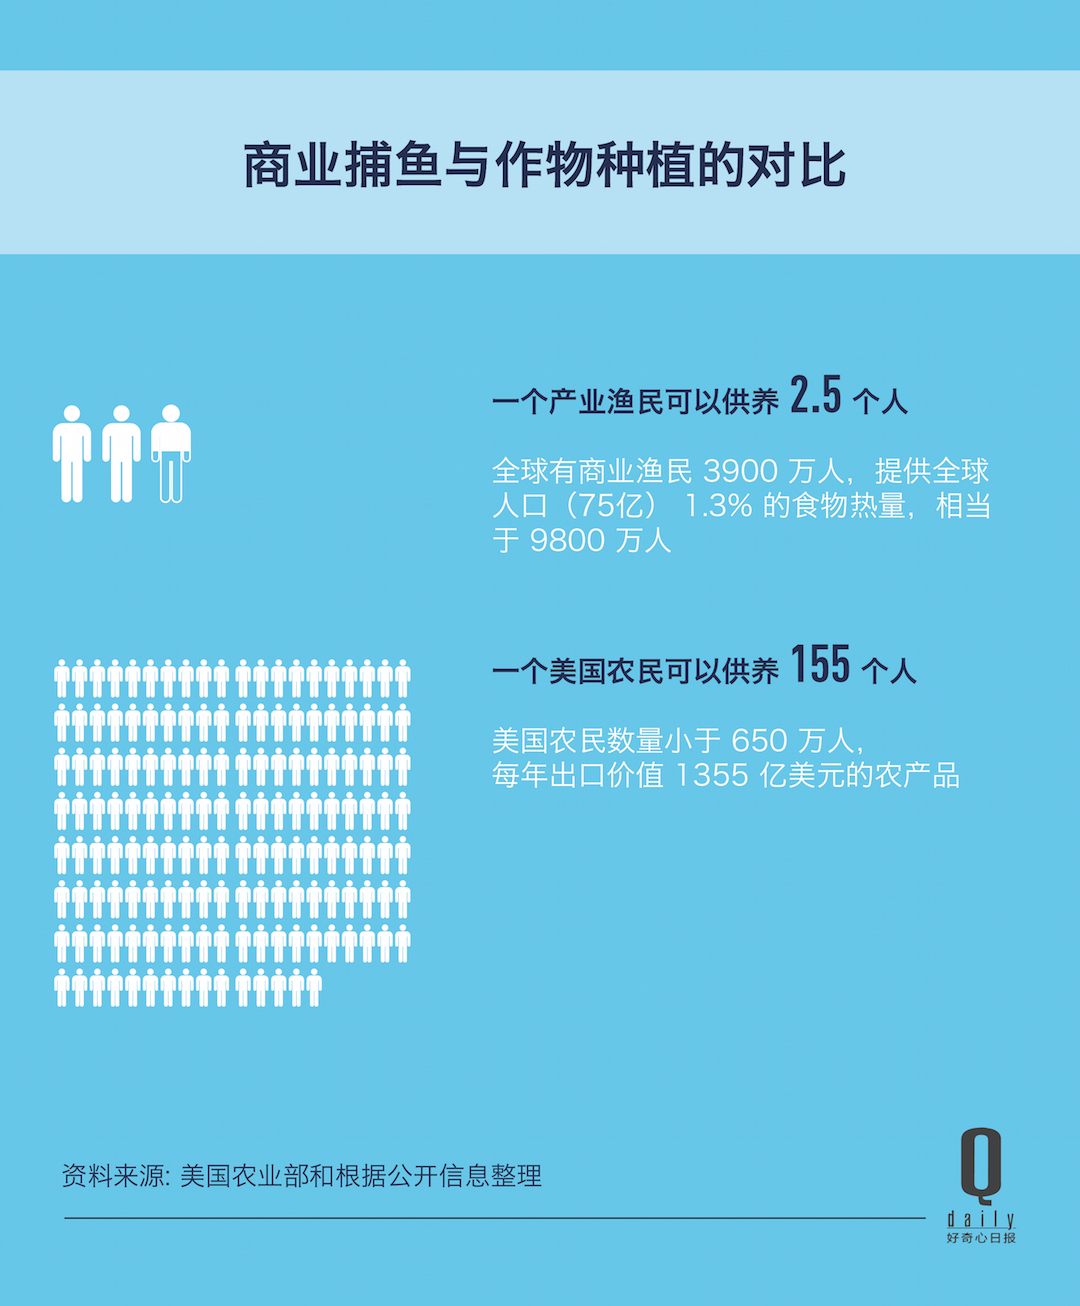 商业捕鱼与作物种植的对比
一个产业渔民可以供养 2.5 个人
全球有商业渔民 3900 万人，提供全球
人口（75亿） 1.3% 的食物热量，相当
于 9800 万人
一个美国农民可以供养 155 个人
美国农民数量小于 650 万人，
每年出口价值 1355 亿美元的农产品
资料来源: 美国农业部和根据公开信息整理
Q
daily
好奇心日报